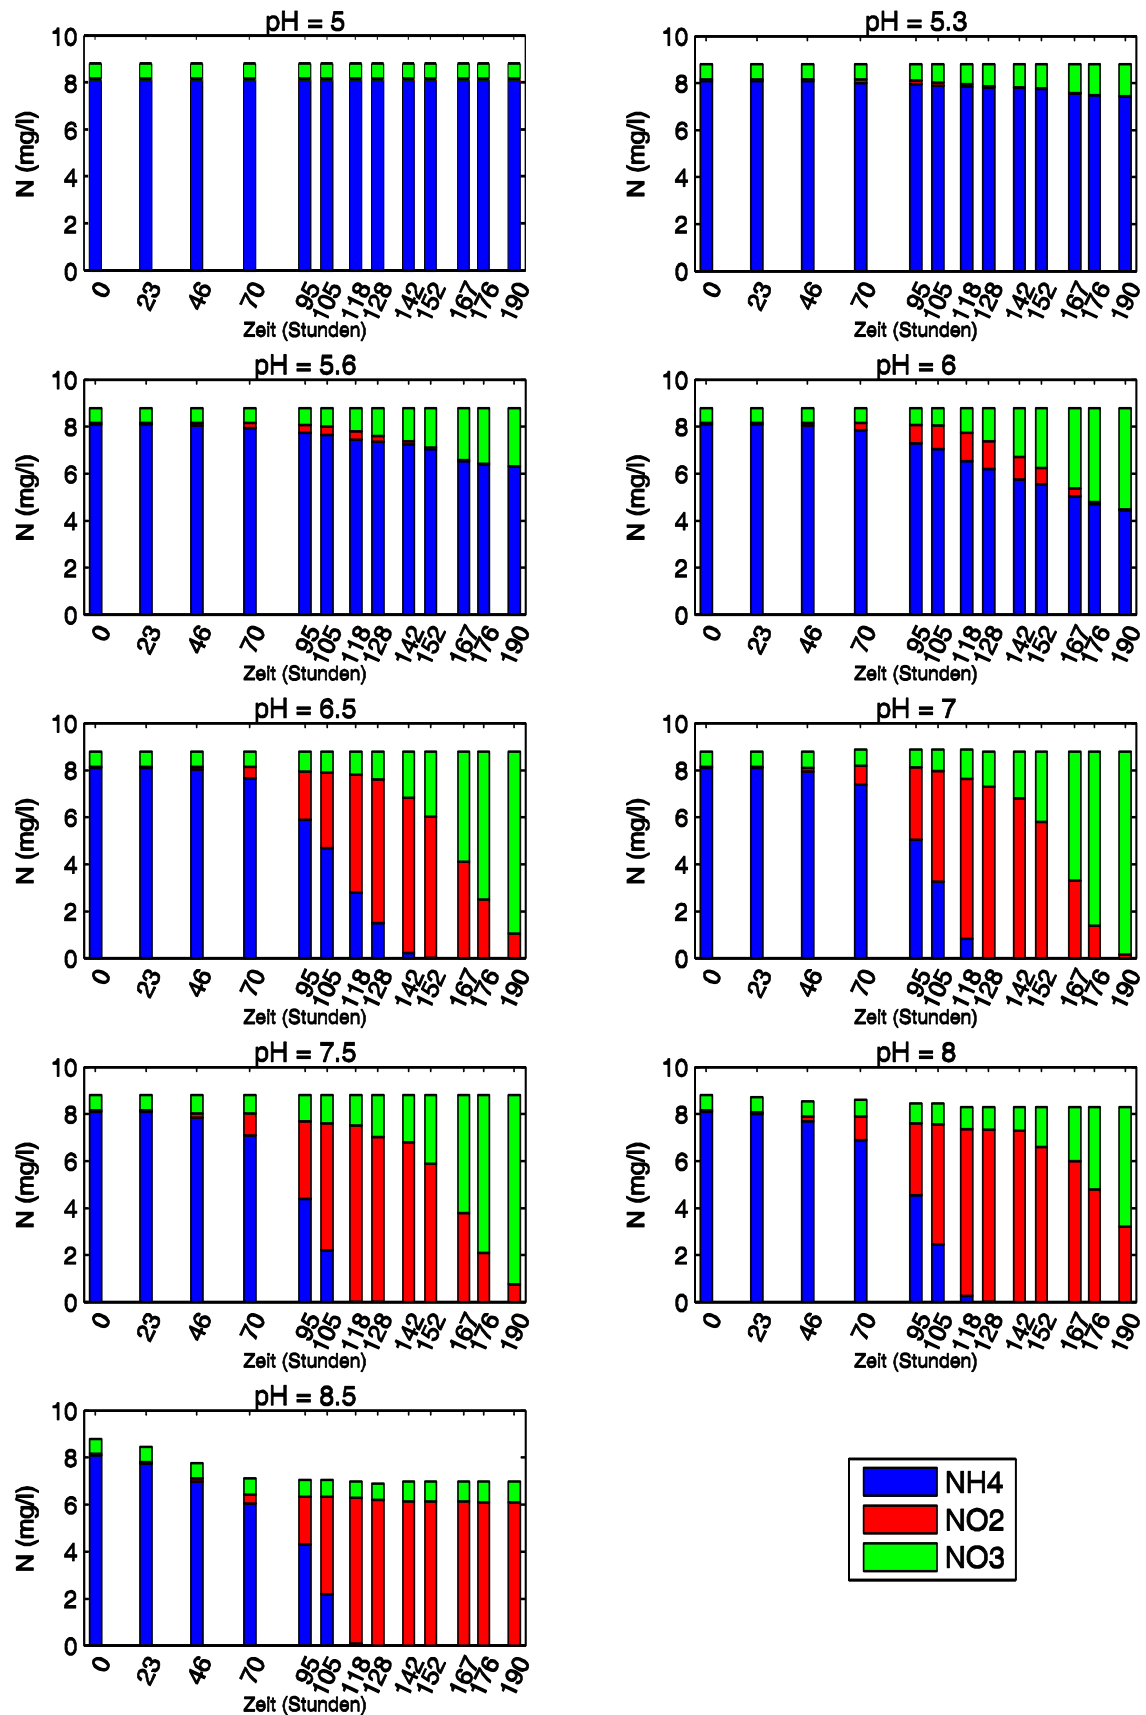 pH = 5
10
8
6
4
2
0
N (mg/l)
0 23 46 70 95 105 118 128 142 152 167 176 190
Zeit (Stunden)
pH = 5.3
10
8
6
4
2
0
N (mg/l)
0 23 46 70 95 105 118 128 142 152 167 176 190
Zeit (Stunden)
pH = 5.6
10
8
6
4
2
0
N (mg/l)
0 23 46 70 95 105 118 128 142 152 167 176 190
Zeit (Stunden)
pH = 6
10
8
6
4
2
0
N (mg/l)
0 23 46 70 95 105 118 128 142 152 167 176 190
Zeit (Stunden)
pH = 6.5
10
8
6
4
2
0
N (mg/l)
0 23 46 70 95 105 118 128 142 152 167 176 190
Zeit (Stunden)
pH = 7
10
8
6
4
2
0
N (mg/l)
0 23 46 70 95 105 118 128 142 152 167 176 190
Zeit (Stunden)
pH = 7.5
10
8
6
4
2
0
N (mg/l)
0 23 46 70 95 105 118 128 142 152 167 176 190
Zeit (Stunden)
pH = 8
10
8
6
4
2
0
N (mg/l)
0 23 46 70 95 105 118 128 142 152 167 176 190
Zeit (Stunden)
pH = 8.5
10
8
6
4
2
0
N (mg/l)
0 23 46 70 95 105 118 128 142 152 167 176 190
Zeit (Stunden)
NH4
NO2
NO3